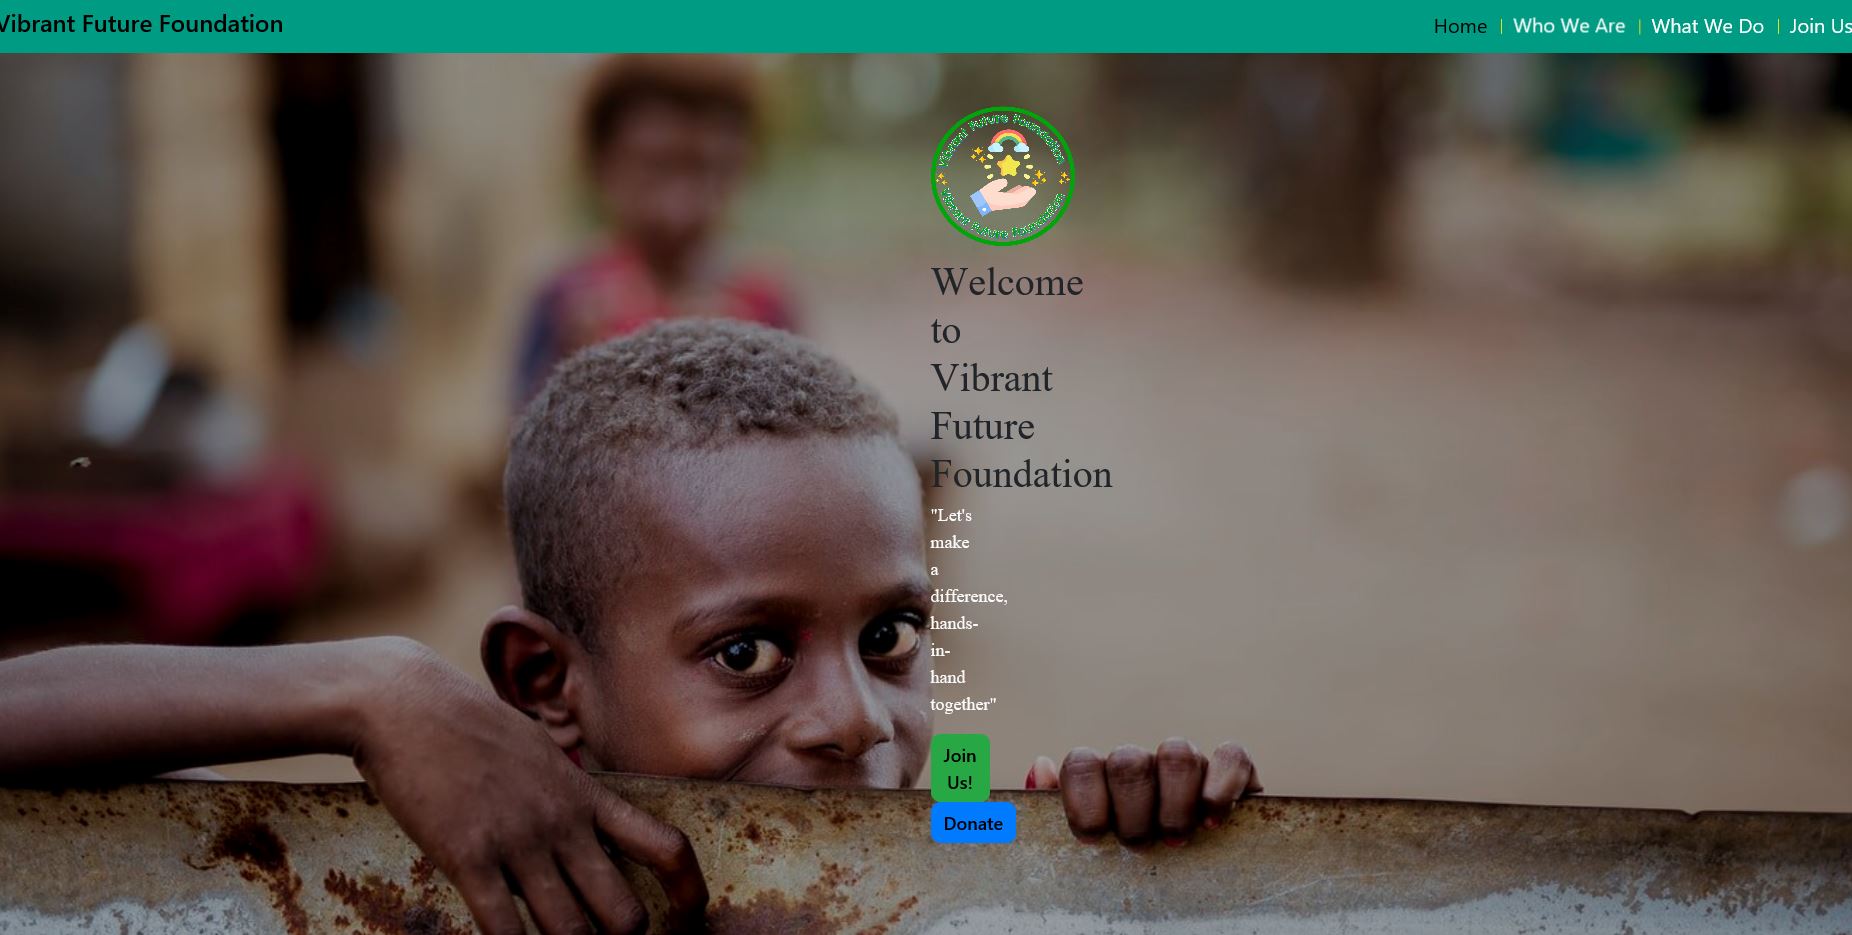 Vibrant Future Foundation
Home | Who We Are | What We Do | Join Us
Vibrant Future Foundation
Vibrant Future Foundation
Welcome
to
Vibrant
Future
Foundation
"Let's
make
a
difference,
hands-
in-
hand
together"
Join
Us!
Donate